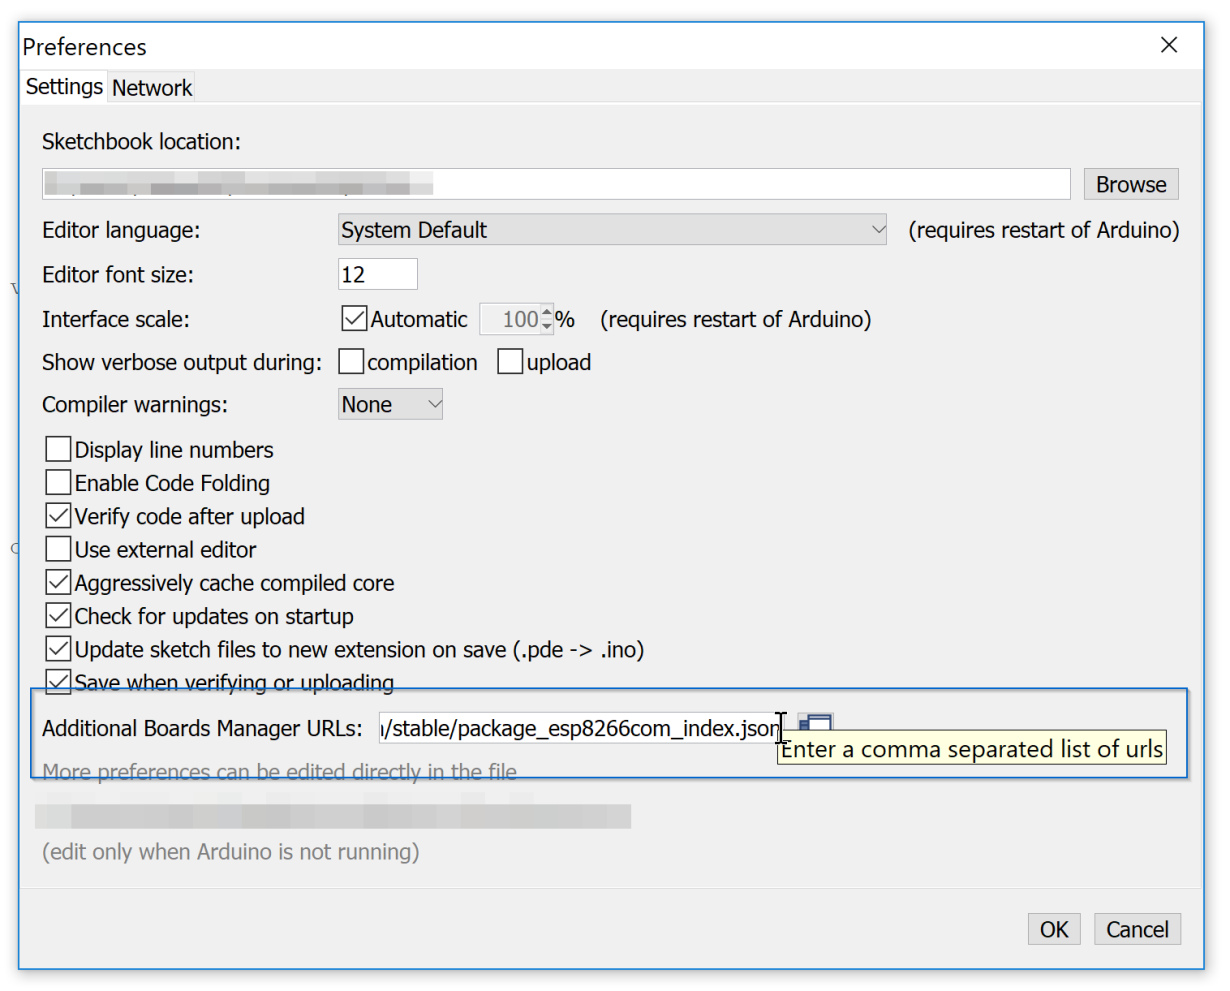 Preferences
Settings Network
Sketchbook location:
Browse
Editor language: System Default (requires restart of Arduino)
Editor font size: 12
Interface scale: Automatic 100 % (requires restart of Arduino)
Show verbose output during: compilation upload
Compiler warnings: None
Display line numbers
Enable Code Folding
Verify code after upload
Use external editor
Aggressively cache compiled core
Check for updates on startup
Update sketch files to new extension on save (.pde -> .ino)
Save when verifying or uploading
Additional Boards Manager URLs: /stable/package_esp8266com_index.json
Enter a comma separated list of urls
More preferences can be edited directly in the file
(edit only when Arduino is not running)
OK Cancel